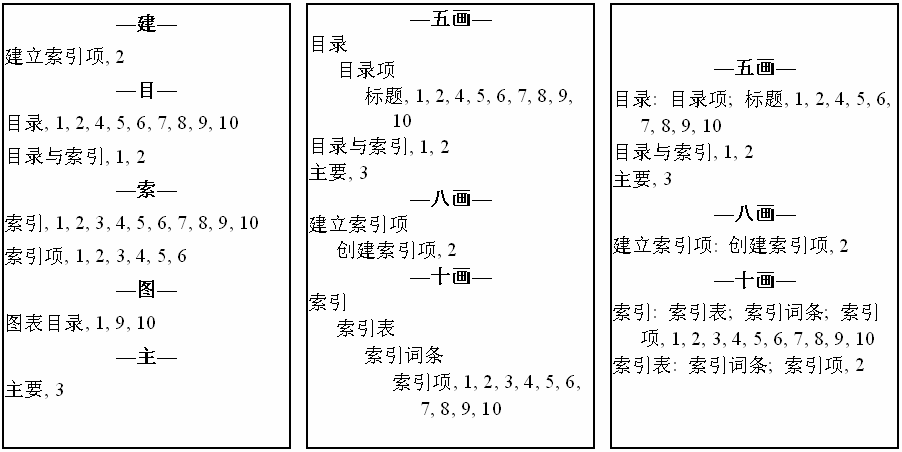 —建—
建立索引项, 2
—目—
目录, 1, 2, 4, 5, 6, 7, 8, 9, 10
目录与索引, 1, 2
—索—
索引, 1, 2, 3, 4, 5, 6, 7, 8, 9, 10
索引项, 1, 2, 3, 4, 5, 6
—图—
图表目录, 1, 9, 10
—主—
主要, 3
—五画—
目录
目录项
标题, 1, 2, 4, 5, 6, 7, 8, 9,
10
目录与索引, 1, 2
主要, 3
—八画—
建立索引项
创建索引项, 2
—十画—
索引
索引表
索引词条
索引项, 1, 2, 3, 4, 5, 6,
7, 8, 9, 10
—五画—
目录: 目录项; 标题, 1, 2, 4, 5, 6,
7, 8, 9, 10
目录与索引, 1, 2
主要, 3
—八画—
建立索引项: 创建索引项, 2
—十画—
索引: 索引表; 索引词条; 索引
项, 1, 2, 3, 4, 5, 6, 7, 8, 9, 10
索引表: 索引词条; 索引项, 2